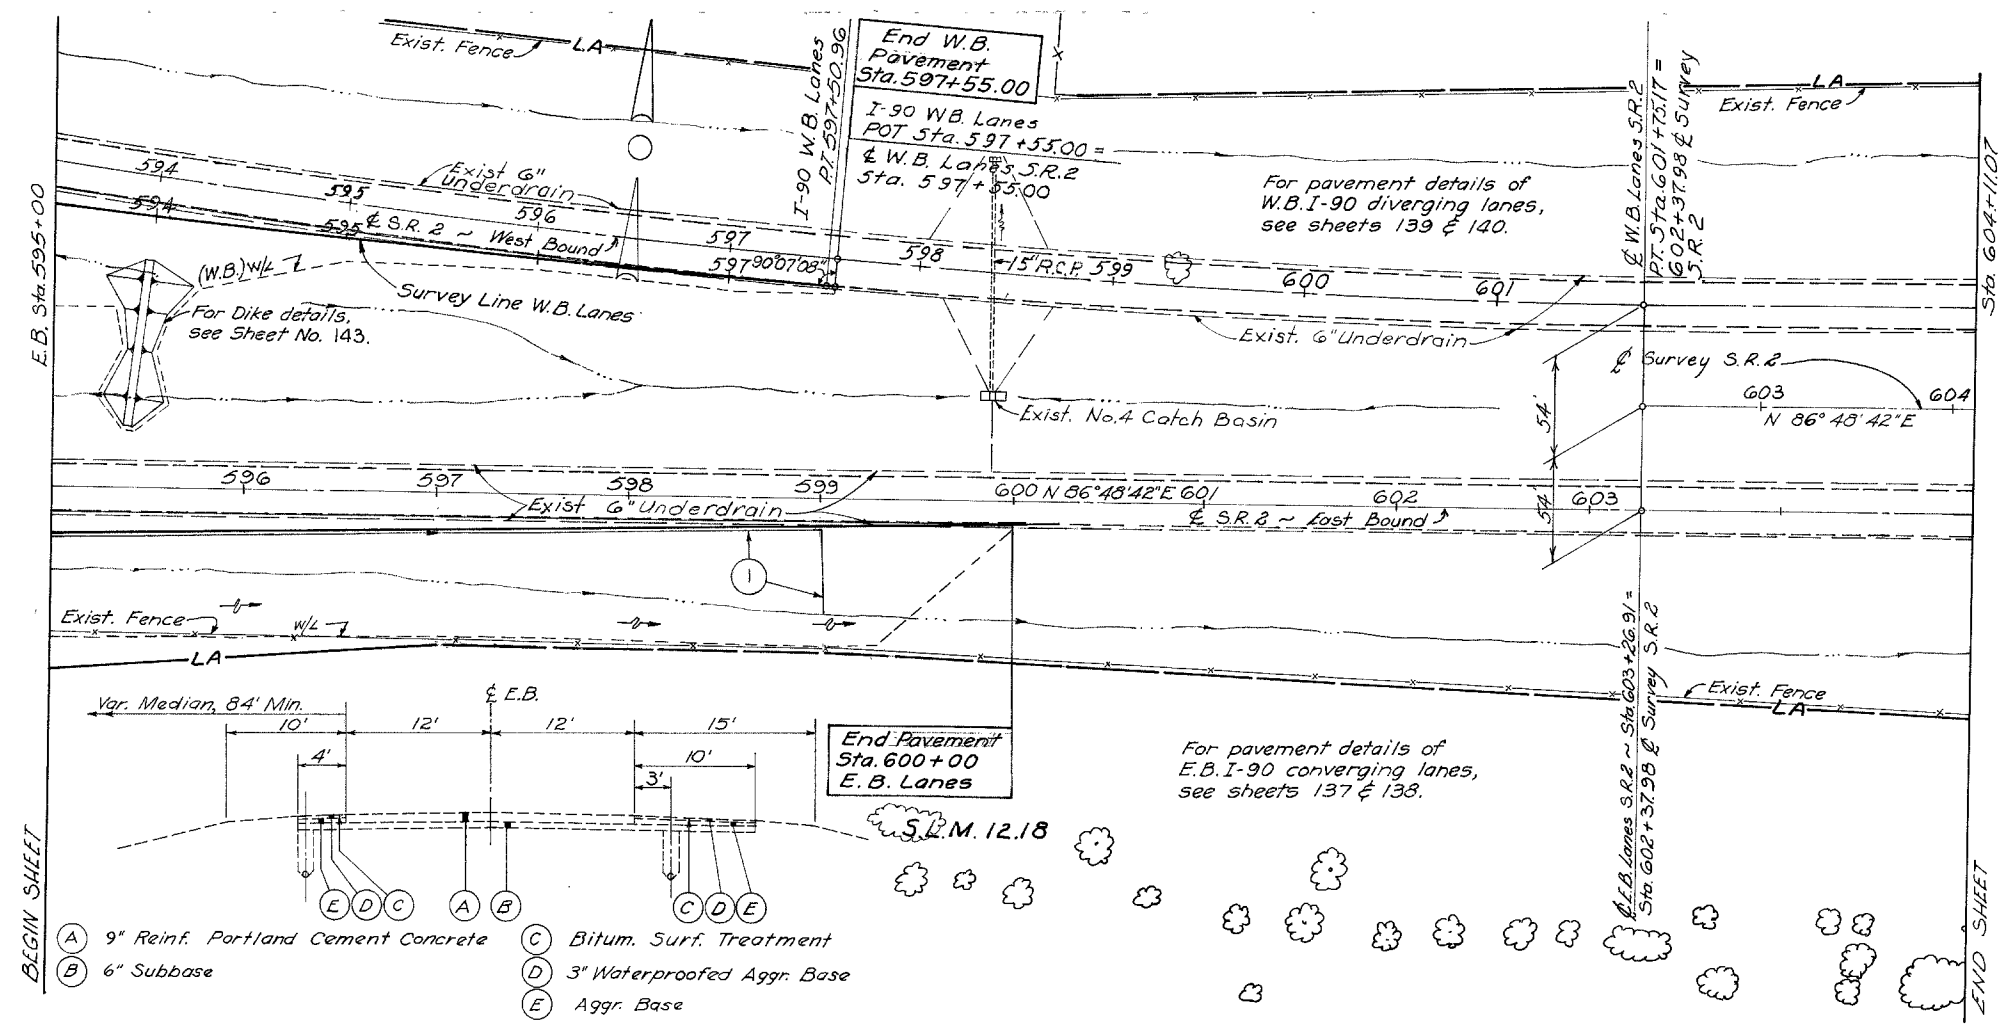 Exist. Fence
LA
I-90 W.B. Lanes
P.T. 597+50.96
End W.B.
Pavement
Sta. 597+55.00
I-90 W.B. Lanes
POT Sta. 597+55.00 =
℄ W.B. Lanes S.R.2
Sta. 597+55.00
℄ W.B. Lanes S.R.2
P.T. Sta. 601+75.17 =
602+37.98 ℄ Survey
S.R. 2
LA
Exist. Fence
E.B. Sta. 595+00
Sta. 604+11.07
594
595
596
597
598
599
600
601
Exist 6"
Underdrain
594
595
597
90°07'08"
℄ S.R. 2 ~ West Bound
15" R.C.P.
For pavement details of
W.B. I-90 diverging lanes,
see sheets 139 & 140.
(W.B.) W/L
Survey Line W.B. Lanes
For Dike details,
see Sheet No. 143.
Exist. 6" Underdrain
℄ Survey S.R. 2
603
604
N 86° 48' 42" E
54'
54'
Exist. No. 4 Catch Basin
596
597
598
599
600
N 86° 48' 42" E
601
602
603
Exist 6" Underdrain
℄ S.R. 2 ~ East Bound
1
Exist. Fence
W/L
LA
Exist. Fence
LA
℄ E.B. Lanes S.R.2 ~ Sta. 603+26.91 =
Sta. 602+37.98 ℄ Survey S.R. 2
Var. Median, 84' Min.
℄ E.B.
10'
12'
12'
15'
4'
10'
3'
End Pavement
Sta. 600+00
E.B. Lanes
For pavement details of
E.B. I-90 converging lanes,
see sheets 137 & 138.
S.L.M. 12.18
E D C A B C D E
A 9" Reinf. Portland Cement Concrete
B 6" Subbase
C Bitum. Surf. Treatment
D 3" Waterproofed Aggr. Base
E Aggr. Base
BEGIN SHEET
END SHEET